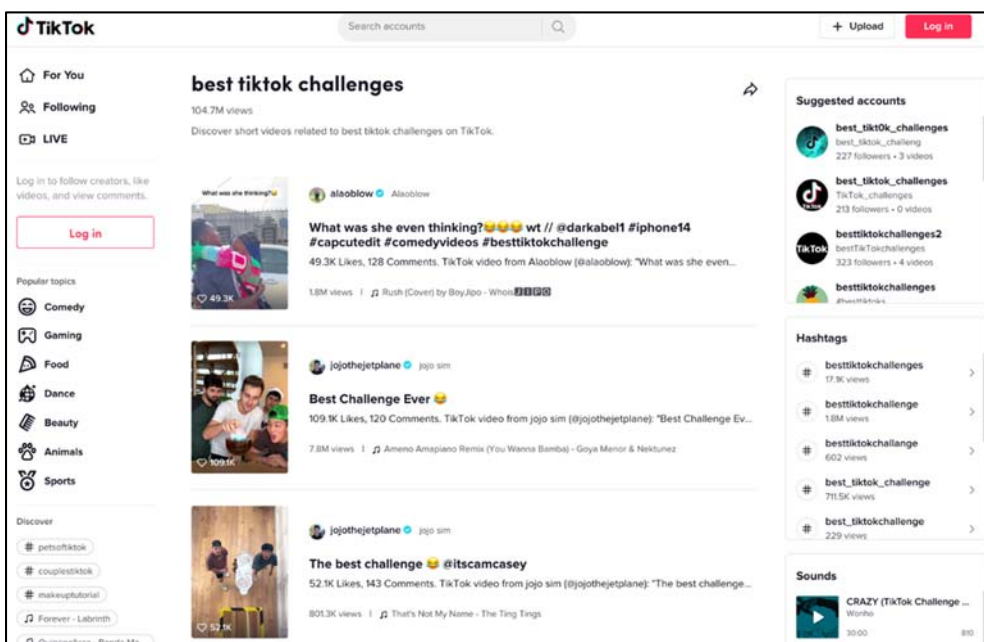 TikTok
Search accounts
+ Upload
Log in
For You
Following
LIVE
Log in to follow creators, like
videos, and view comments.
Log in
Popular topics
Comedy
Gaming
Food
Dance
Beauty
Animals
Sports
Discover
# petsoftiktok
# couplestiktok
# makeuptutorial
Forever - Labrinth
best tiktok challenges
104.7M views
Discover short videos related to best tiktok challenges on TikTok.
What was she thinking?😂
49.3K
alaoblow Alaoblow
What was she even thinking?😂😂😂 wt // @darkabel1 #iphone14
#capcutedit #comedyvideos #besttiktokchallenge
49.3K Likes, 128 Comments. TikTok video from Alaoblow (@alaoblow): "What was she even...
1.8M views | Rush (Cover) by BoyJipo - Whois🅹🅸🅿🅾
109.1K
jojothejetplane jojo sim
Best Challenge Ever 😂
109.1K Likes, 120 Comments. TikTok video from jojo sim (@jojothejetplane): "Best Challenge Ev...
7.8M views | Ameno Amapiano Remix (You Wanna Bamba) - Goya Menor & Nektunez
52.1K
jojothejetplane jojo sim
The best challenge 😂 @itscamcasey
52.1K Likes, 143 Comments. TikTok video from jojo sim (@jojothejetplane): "The best challenge...
801.3K views | That's Not My Name - The Ting Tings
Suggested accounts
best_tikt0k_challenges
best_tiktok_challeng
227 followers • 3 videos
best_tiktok_challenges
TikTok_challenges
213 followers • 0 videos
TikTok
besttiktokchallenges2
bestTikTokchallenges
323 followers • 4 videos
besttiktokchallenges
#besttiktoks
Hashtags
# besttiktokchallenges
17.1K views
# besttiktokchallenge
1.8M views
# besttiktokchallange
602 views
# best_tiktok_challenge
711.5K views
# best_tiktokchallenge
229 views
Sounds
CRAZY (TikTok Challenge ...
Wonho
30:00 810